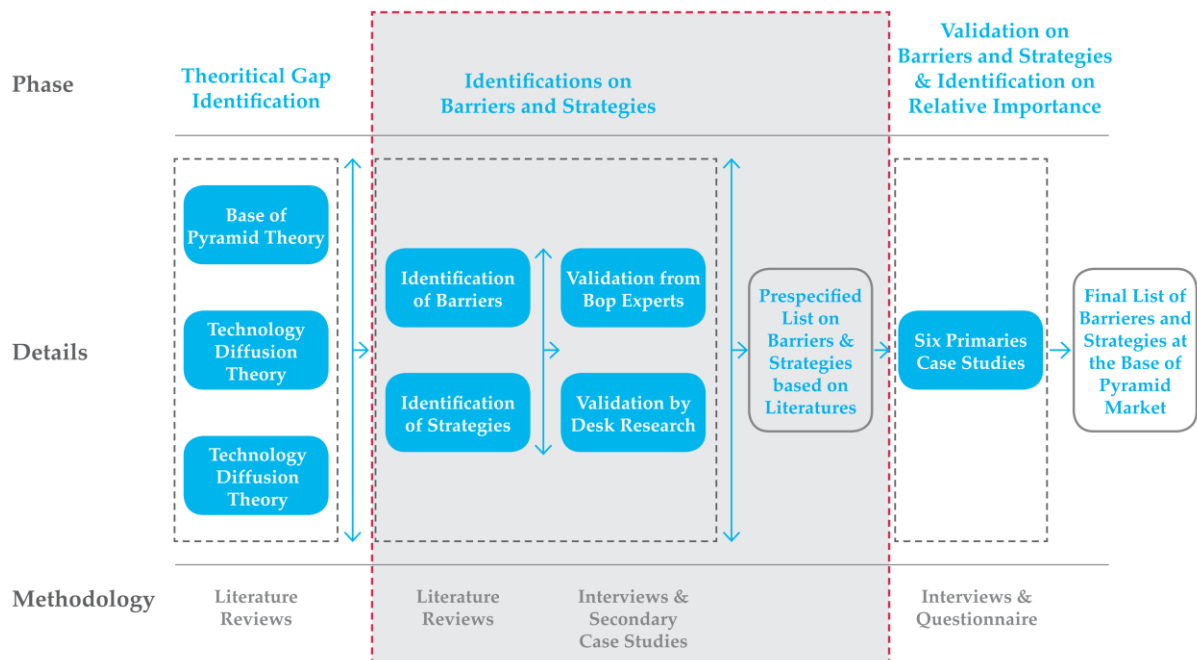 Phase
Theoritical Gap
Identification
Identifications on
Barriers and Strategies
Validation on
Barriers and Strategies
& Identification on
Relative Importance
Details
Base of
Pyramid Theory
Technology
Diffusion
Theory
Technology
Diffusion
Theory
Identification
of Barriers
Identification
of Strategies
Validation from
Bop Experts
Validation by
Desk Research
Prespecified
List on
Barriers &
Strategies
based on
Literatures
Six Primaries
Case Studies
Final List of
Barrieres and
Strategies at
the Base of
Pyramid
Market
Methodology
Literature
Reviews
Literature
Reviews
Interviews &
Secondary
Case Studies
Interviews &
Questionnaire